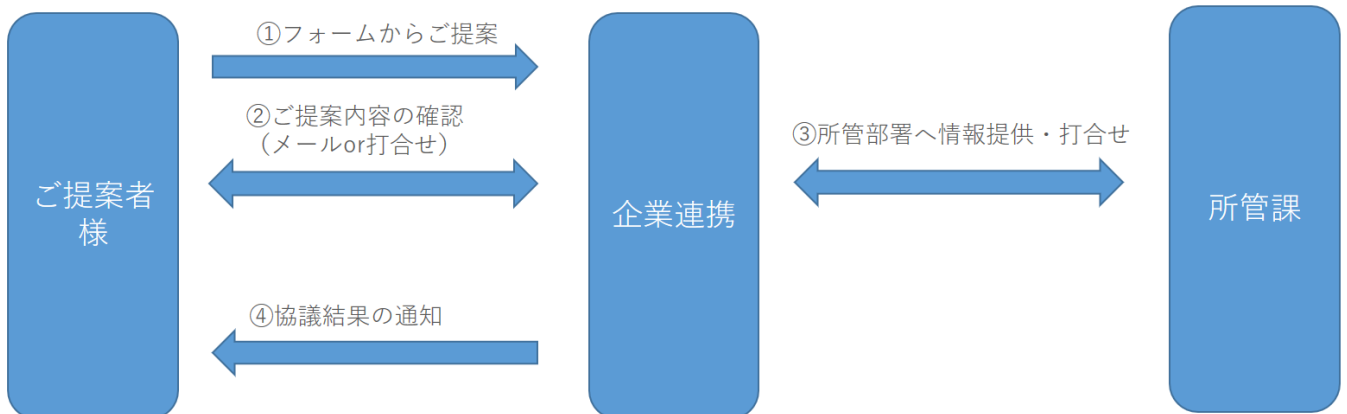 ①フォームからご提案
②ご提案内容の確認
（メールor打合せ）
③所管部署へ情報提供・打合せ
ご提案者
様
企業連携
所管課
④協議結果の通知